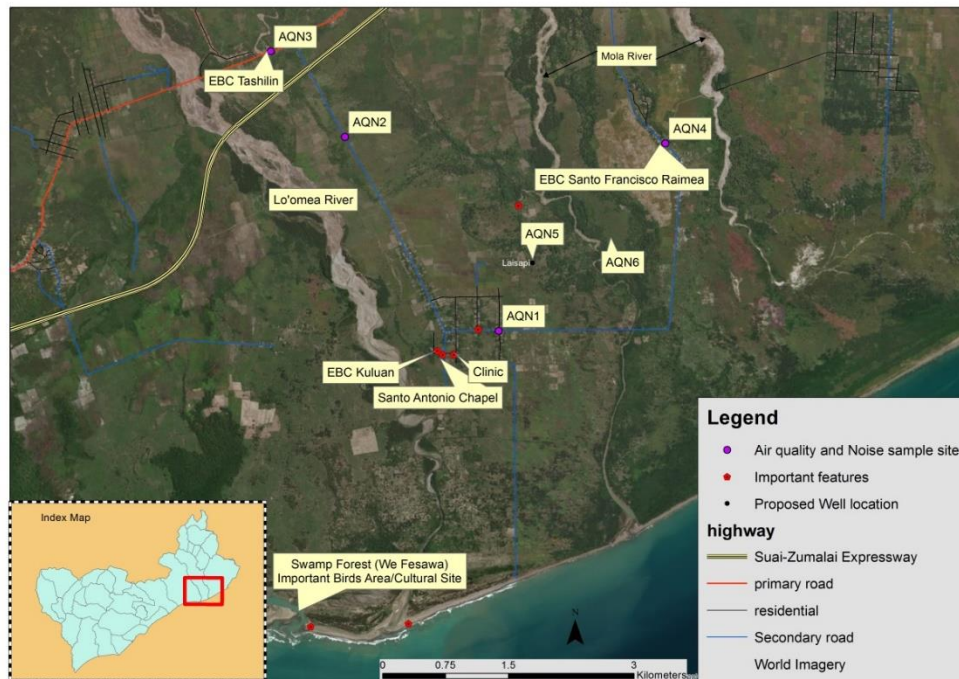 AQN3
EBC Tashilin
AQN2
Mola River
AQN4
EBC Santo Francisco Raimea
Lo'omea River
AQN5
Laisapi
AQN6
AQN1
EBC Kuluan
Clinic
Santo Antonio Chapel
Swamp Forest (We Fesawa)
Important Birds Area/Cultural Site
Index Map
N
0 0.75 1.5 3
Kilometers
Legend
Air quality and Noise sample site
Important features
Proposed Well location
highway
Suai-Zumalai Expressway
primary road
residential
Secondary road
World Imagery